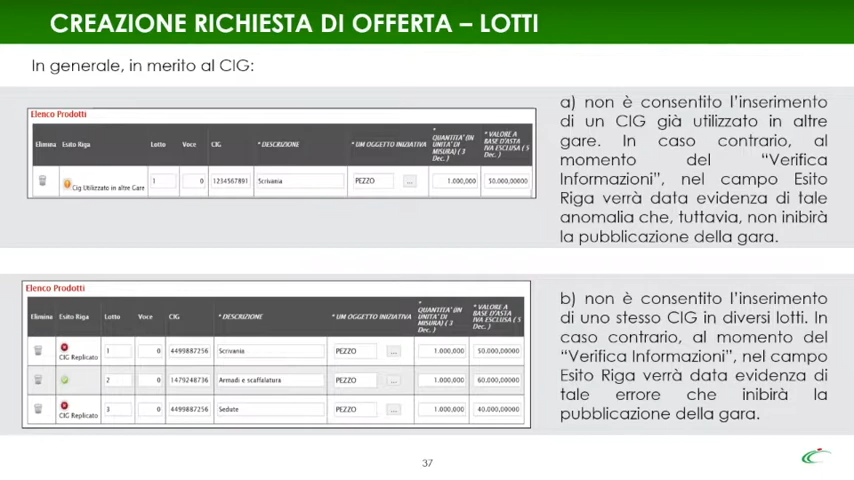 CREAZIONE RICHIESTA DI OFFERTA – LOTTI
In generale, in merito al CIG:
Elenco Prodotti
Elimina Esito Riga Lotto Voce CIG * DESCRIZIONE * UM OGGETTO INIZIATIVA * QUANTITA' (IN UNITA' DI MISURA) ( 3 Dec. ) * VALORE A BASE D'ASTA IVA ESCLUSA ( 5 Dec. )
Cig Utilizzato in altre Gare 1 0 1234567891 Scrivania PEZZO ... 1.000,000 50.000,00000
a) non è consentito l'inserimento
di un CIG già utilizzato in altre
gare. In caso contrario, al
momento del "Verifica
Informazioni", nel campo Esito
Riga verrà data evidenza di tale
anomalia che, tuttavia, non inibirà
la pubblicazione della gara.
Elenco Prodotti
Elimina Esito Riga Lotto Voce CIG * DESCRIZIONE * UM OGGETTO INIZIATIVA * QUANTITA' (IN UNITA' DI MISURA) ( 3 Dec. ) * VALORE A BASE D'ASTA IVA ESCLUSA ( 5 Dec. )
CIG Replicato 1 0 4499887256 Scrivania PEZZO ... 1.000,000 50.000,00000
2 0 1479248736 Armadi e scaffalatura PEZZO ... 1.000,000 60.000,00000
CIG Replicato 3 0 4499887256 Sedute PEZZO ... 1.000,000 40.000,00000
b) non è consentito l'inserimento
di uno stesso CIG in diversi lotti. In
caso contrario, al momento del
"Verifica Informazioni", nel campo
Esito Riga verrà data evidenza di
tale errore che inibirà la
pubblicazione della gara.
37